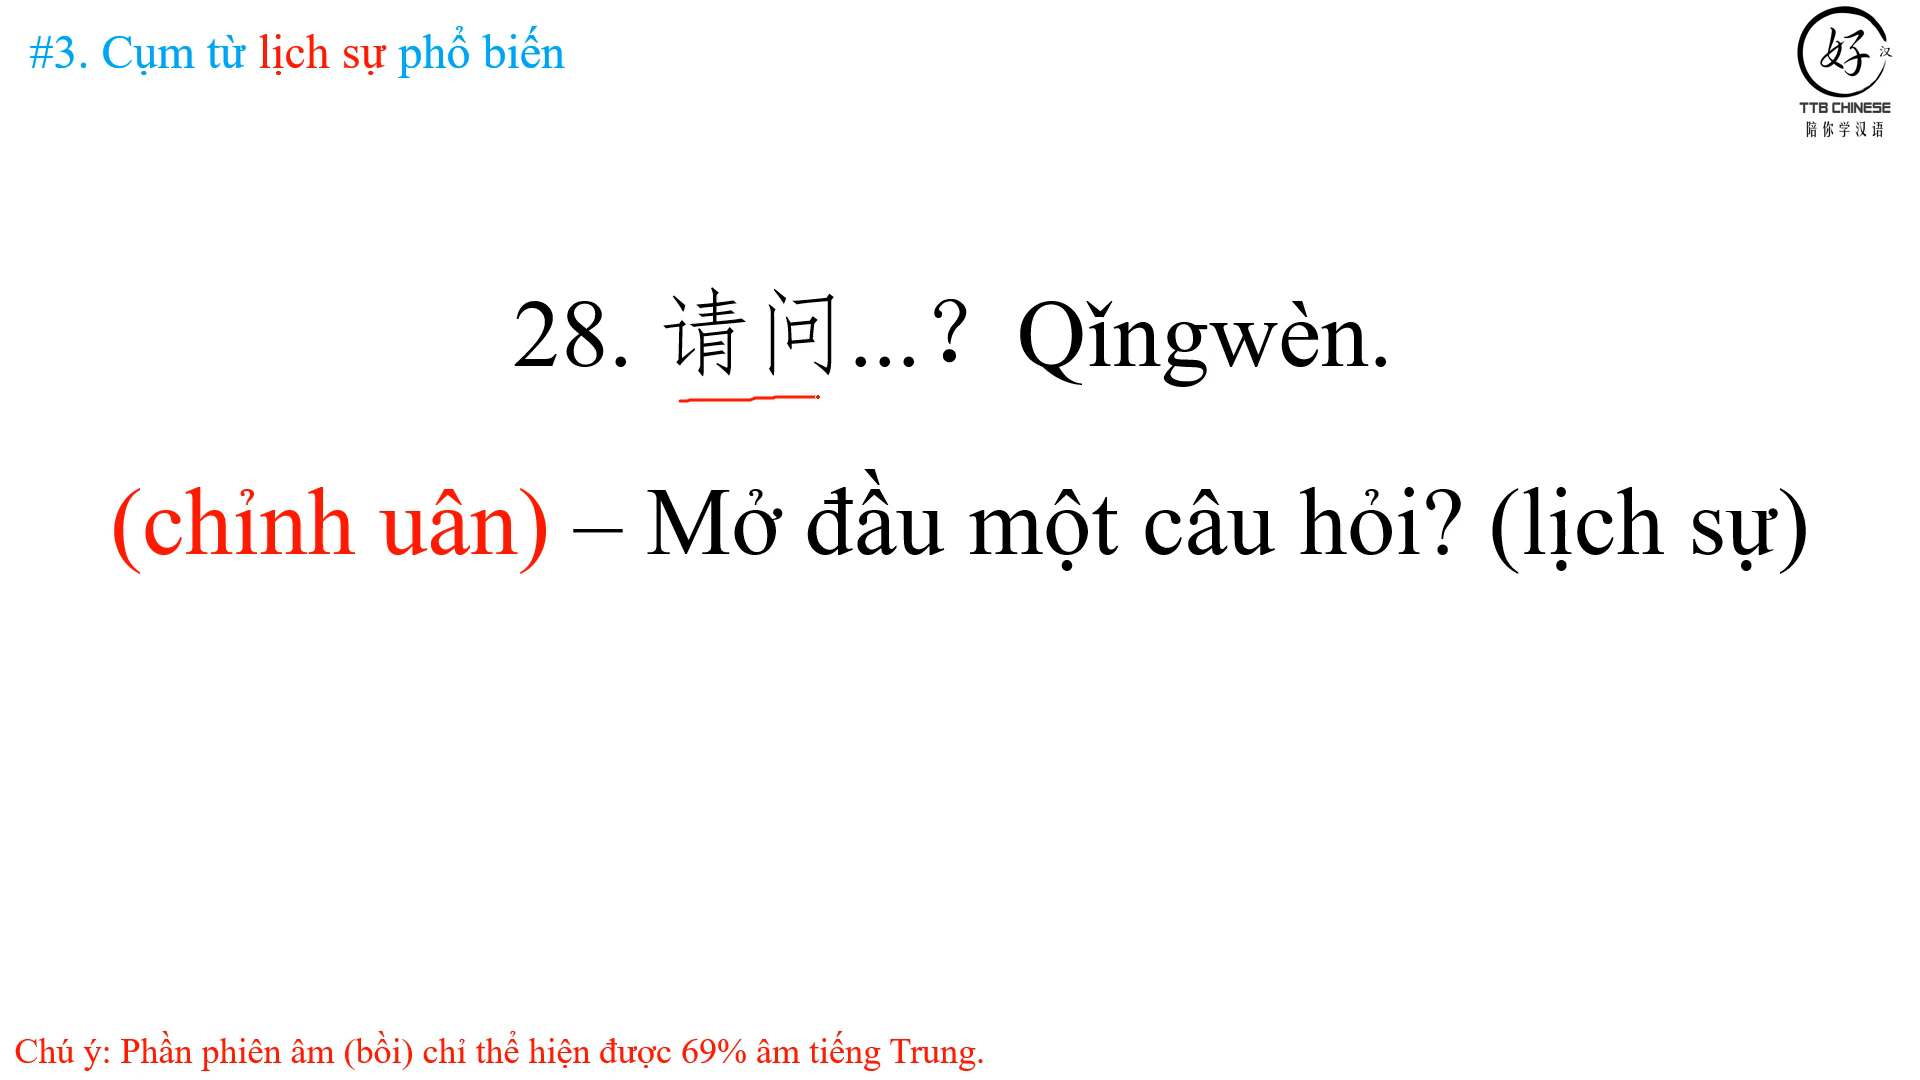 #3. Cụm từ lịch sự phổ biến
好
汉
TTB CHINESE
陪你学汉语
28. 请问...? Qǐngwèn.
(chỉnh uân) – Mở đầu một câu hỏi? (lịch sự)
Chú ý: Phần phiên âm (bồi) chỉ thể hiện được 69% âm tiếng Trung.